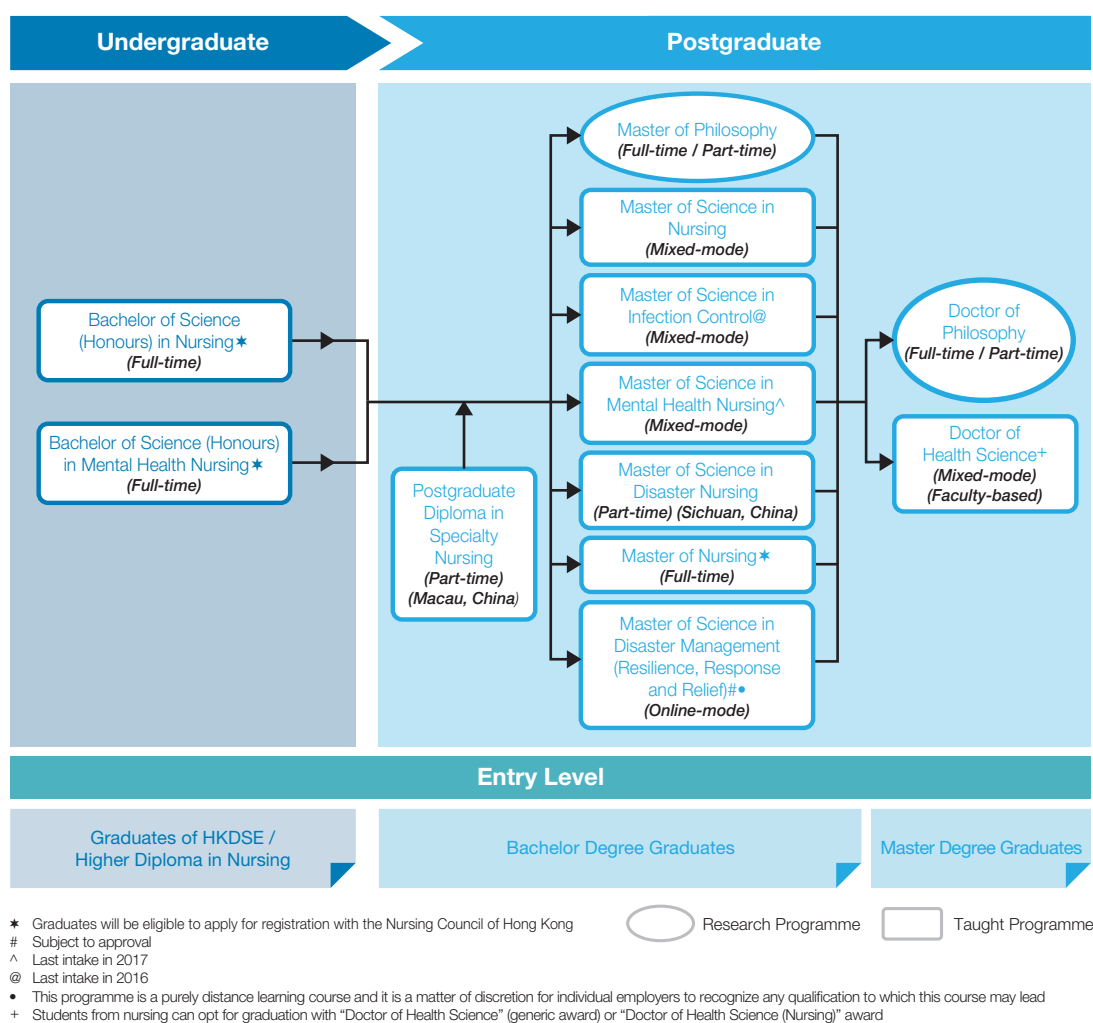 Undergraduate
Postgraduate
Bachelor of Science
(Honours) in Nursing✶
(Full-time)
Bachelor of Science (Honours)
in Mental Health Nursing✶
(Full-time)
Postgraduate
Diploma in
Specialty
Nursing
(Part-time)
(Macau, China)
Master of Philosophy
(Full-time / Part-time)
Master of Science in
Nursing
(Mixed-mode)
Master of Science in
Infection Control@
(Mixed-mode)
Master of Science in
Mental Health Nursing^
(Mixed-mode)
Master of Science in
Disaster Nursing
(Part-time) (Sichuan, China)
Master of Nursing✶
(Full-time)
Master of Science in
Disaster Management
(Resilience, Response
and Relief)#•
(Online-mode)
Doctor of
Philosophy
(Full-time / Part-time)
Doctor of
Health Science+
(Mixed-mode)
(Faculty-based)
Entry Level
Graduates of HKDSE /
Higher Diploma in Nursing
Bachelor Degree Graduates
Master Degree Graduates
✶ Graduates will be eligible to apply for registration with the Nursing Council of Hong Kong
# Subject to approval
^ Last intake in 2017
@ Last intake in 2016
• This programme is a purely distance learning course and it is a matter of discretion for individual employers to recognize any qualification to which this course may lead
+ Students from nursing can opt for graduation with “Doctor of Health Science” (generic award) or “Doctor of Health Science (Nursing)” award
Research Programme
Taught Programme